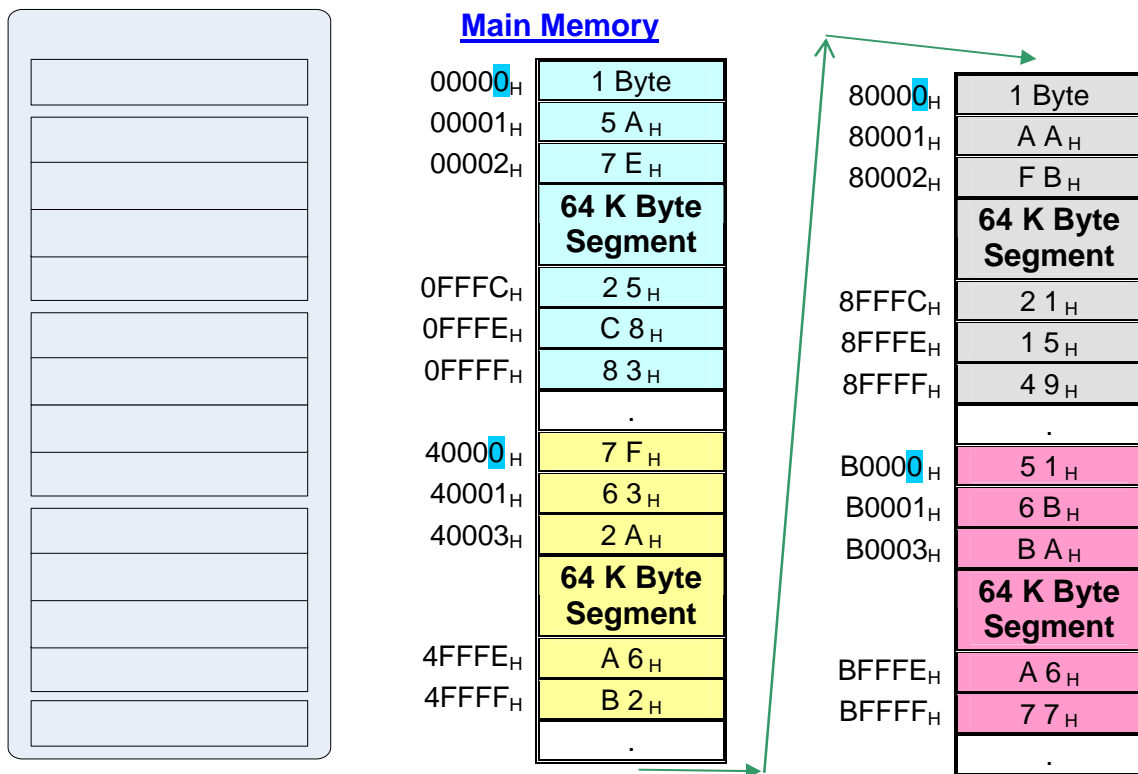 Main Memory
00000H 1 Byte
00001H 5 A H
00002H 7 E H
64 K Byte
Segment
0FFFCH 2 5 H
0FFFEH C 8 H
0FFFFH 8 3 H
.
40000 H 7 F H
40001H 6 3 H
40003H 2 A H
64 K Byte
Segment
4FFFEH A 6 H
4FFFFH B 2 H
.
80000H 1 Byte
80001H A A H
80002H F B H
64 K Byte
Segment
8FFFCH 2 1 H
8FFFEH 1 5 H
8FFFFH 4 9 H
.
B0000 H 5 1 H
B0001H 6 B H
B0003H B A H
64 K Byte
Segment
BFFFEH A 6 H
BFFFFH 7 7 H
.